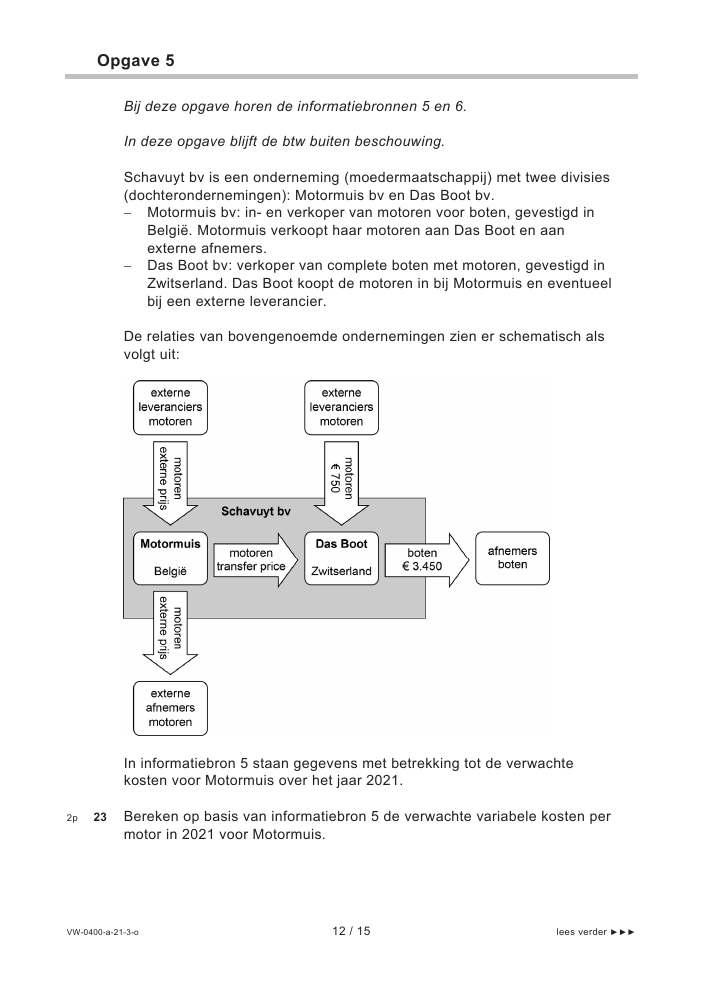 Opgave 5
Bij deze opgave horen de informatiebronnen 5 en 6.
In deze opgave blijft de btw buiten beschouwing.
Schavuyt bv is een onderneming (moedermaatschappij) met twee divisies
(dochterondernemingen): Motormuis bv en Das Boot bv.
– Motormuis bv: in- en verkoper van motoren voor boten, gevestigd in
België. Motormuis verkoopt haar motoren aan Das Boot en aan
externe afnemers.
– Das Boot bv: verkoper van complete boten met motoren, gevestigd in
Zwitserland. Das Boot koopt de motoren in bij Motormuis en eventueel
bij een externe leverancier.
De relaties van bovengenoemde ondernemingen zien er schematisch als
volgt uit:
externe
leveranciers
motoren
externe
leveranciers
motoren
motoren
externe prijs
motoren
€ 750
Schavuyt bv
Motormuis
België
motoren
transfer price
Das Boot
Zwitserland
boten
€ 3.450
afnemers
boten
motoren
externe prijs
externe
afnemers
motoren
In informatiebron 5 staan gegevens met betrekking tot de verwachte
kosten voor Motormuis over het jaar 2021.
2p 23 Bereken op basis van informatiebron 5 de verwachte variabele kosten per
motor in 2021 voor Motormuis.
VW-0400-a-21-3-o 12 / 15 lees verder ►►►